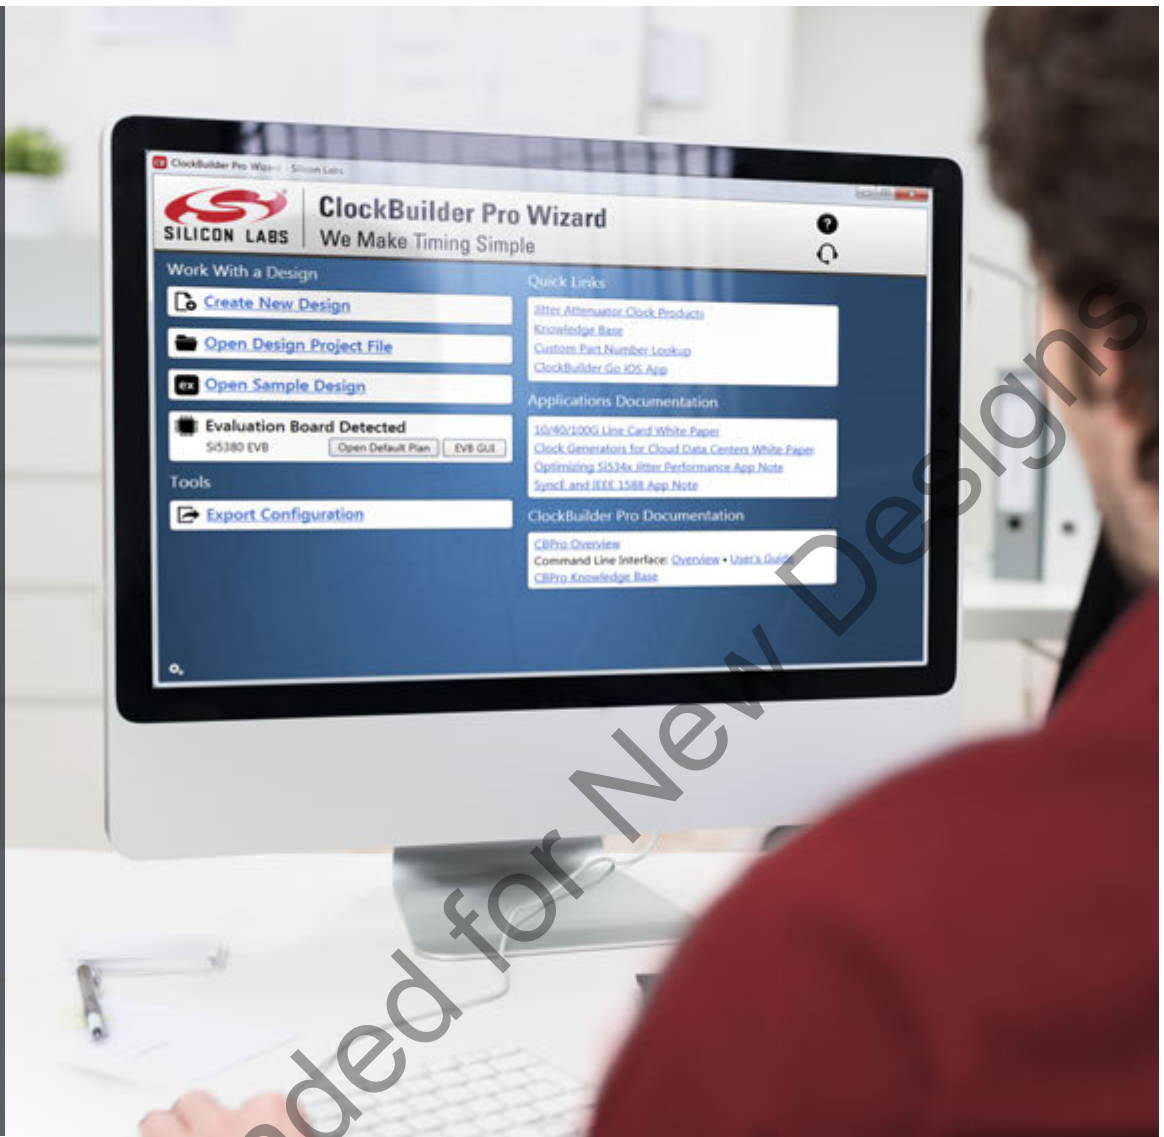 ClockBuilder Pro Wizard - Silicon Labs
SILICON LABS
ClockBuilder Pro Wizard
We Make Timing Simple
?
Work With a Design
Create New Design
Open Design Project File
ex Open Sample Design
Evaluation Board Detected
Si5380 EVB
Open Default Plan
EVB GUI
Tools
Export Configuration
Quick Links
Jitter Attenuator Clock Products
Knowledge Base
Custom Part Number Lookup
ClockBuilder Go iOS App
Applications Documentation
10/40/100G Line Card White Paper
Clock Generators for Cloud Data Centers White Paper
Optimizing Si534x Jitter Performance App Note
SyncE and IEEE 1588 App Note
ClockBuilder Pro Documentation
CBPro Overview
Command Line Interface: Overview • User's Guide
CBPro Knowledge Base
ded for New Designs